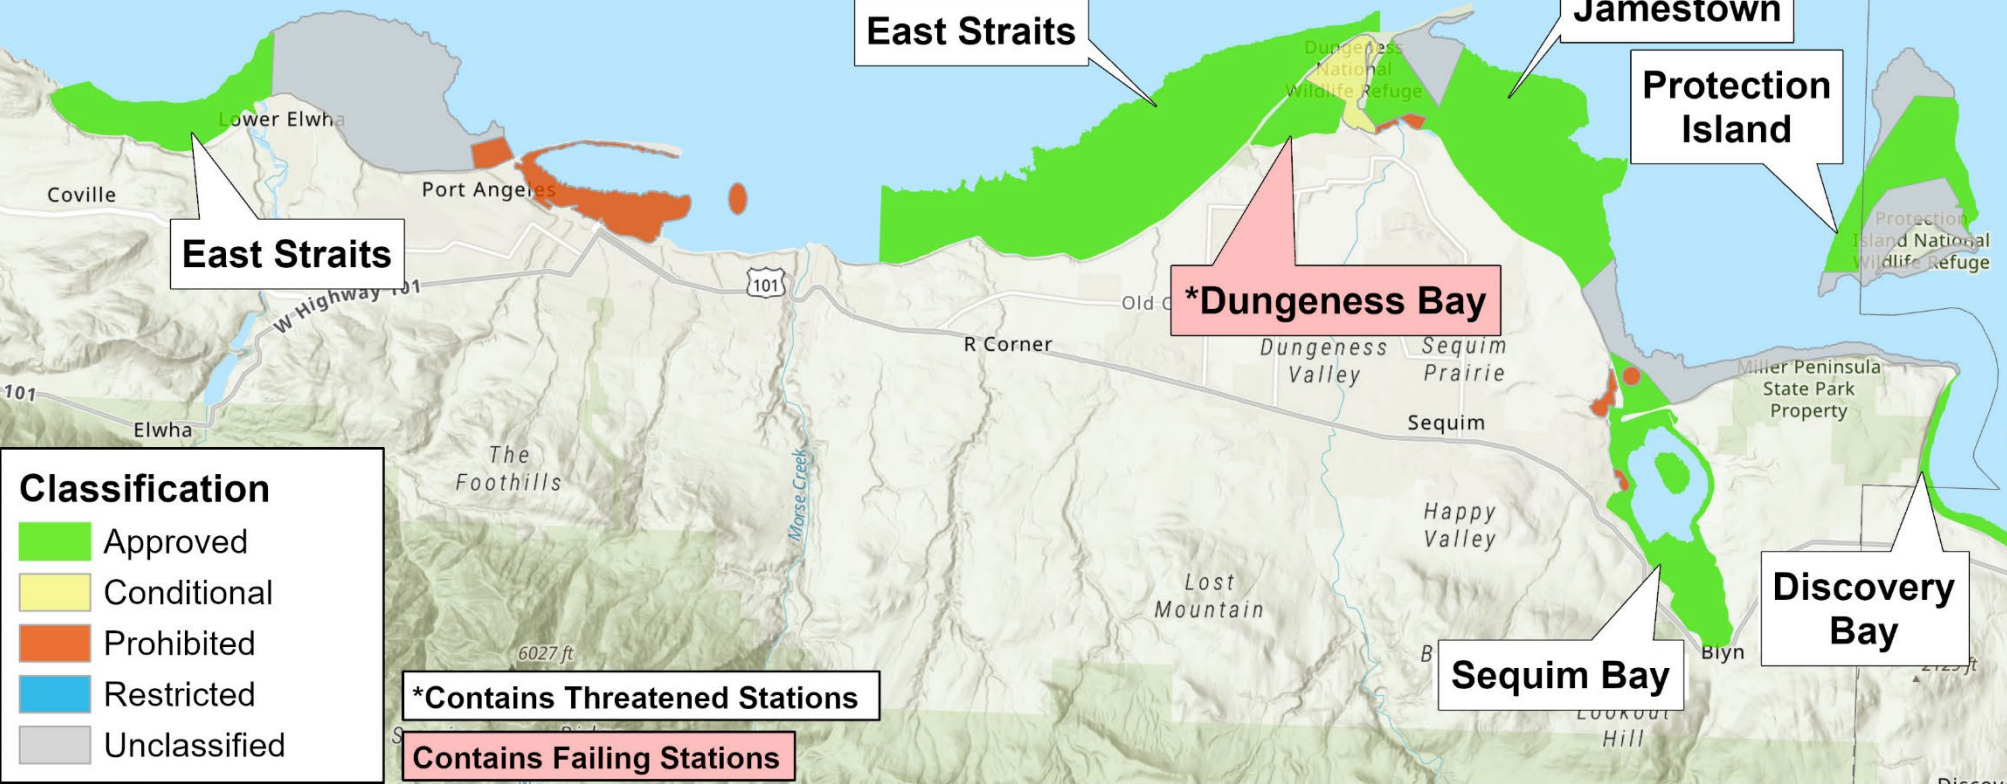 East Straits
Jamestown
Dungeness
National
Wildlife Refuge
Protection
Island
Lower Elwha
Coville
Port Angeles
East Straits
W Highway 101
101
Old
*Dungeness Bay
Protection
Island National
Wildlife Refuge
R Corner
Dungeness
Valley
Sequim
Prairie
Miller Peninsula
State Park
Property
101
Elwha
Sequim
The
Foothills
Morse Creek
Happy
Valley
Lost
Mountain
Classification
Approved
Conditional
Prohibited
Restricted
Unclassified
6027 ft
*Contains Threatened Stations
Contains Failing Stations
Sequim Bay
Blyn
Discovery
Bay
2125 ft
Lookout
Hill